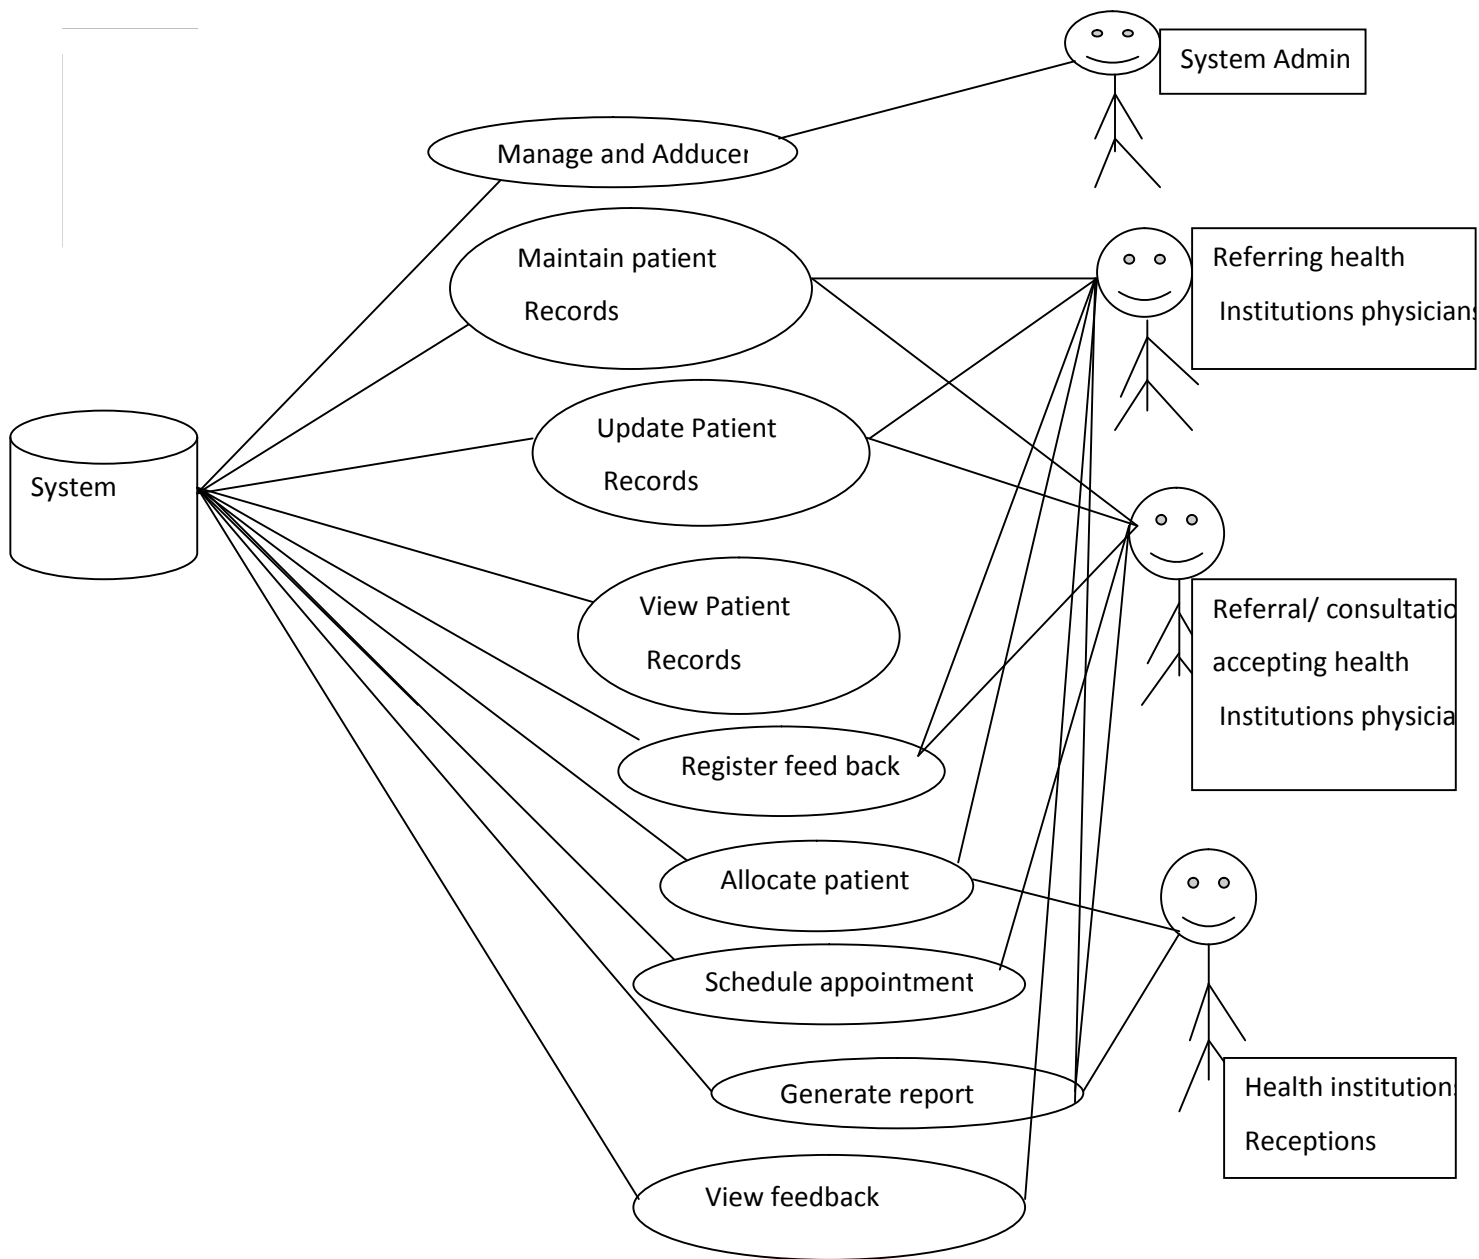 System Admin
Manage and Adducer
Maintain patient
Records
Referring health
Institutions physicians
Update Patient
Records
System
View Patient
Records
Referral/ consultatio
accepting health
Institutions physicia
Register feed back
Allocate patient
Schedule appointment
Generate report
Health institutions
Receptions
View feedback